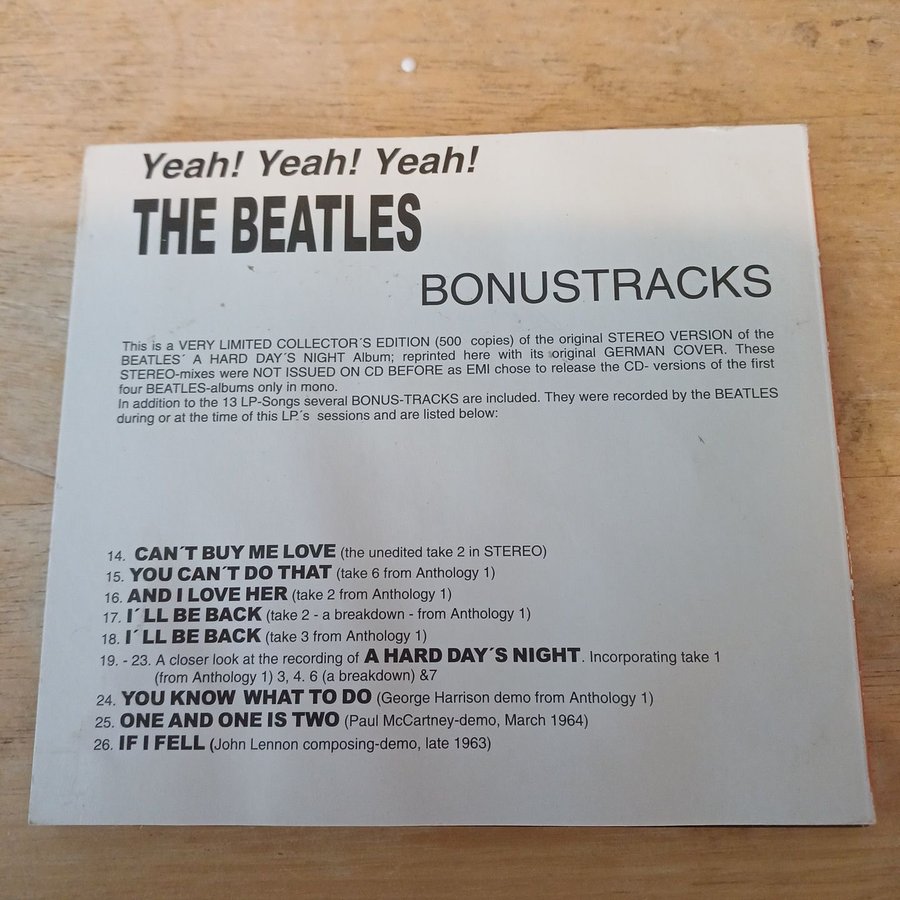 Yeah! Yeah! Yeah!
THE BEATLES
BONUSTRACKS
This is a VERY LIMITED COLLECTOR´S EDITION (500 copies) of the original STEREO VERSION of the
BEATLES´ A HARD DAY´S NIGHT Album; reprinted here with its original GERMAN COVER. These
STEREO-mixes were NOT ISSUED ON CD BEFORE as EMI chose to release the CD- versions of the first
four BEATLES-albums only in mono.
In addition to the 13 LP-Songs several BONUS-TRACKS are included. They were recorded by the BEATLES
during or at the time of this LP´s sessions and are listed below:
14. CAN´T BUY ME LOVE (the unedited take 2 in STEREO)
15. YOU CAN´T DO THAT (take 6 from Anthology 1)
16. AND I LOVE HER (take 2 from Anthology 1)
17. I´LL BE BACK (take 2 - a breakdown - from Anthology 1)
18. I´LL BE BACK (take 3 from Anthology 1)
19. - 23. A closer look at the recording of A HARD DAY´S NIGHT. Incorporating take 1
(from Anthology 1) 3, 4. 6 (a breakdown) &7
24. YOU KNOW WHAT TO DO (George Harrison demo from Anthology 1)
25. ONE AND ONE IS TWO (Paul McCartney-demo, March 1964)
26. IF I FELL (John Lennon composing-demo, late 1963)